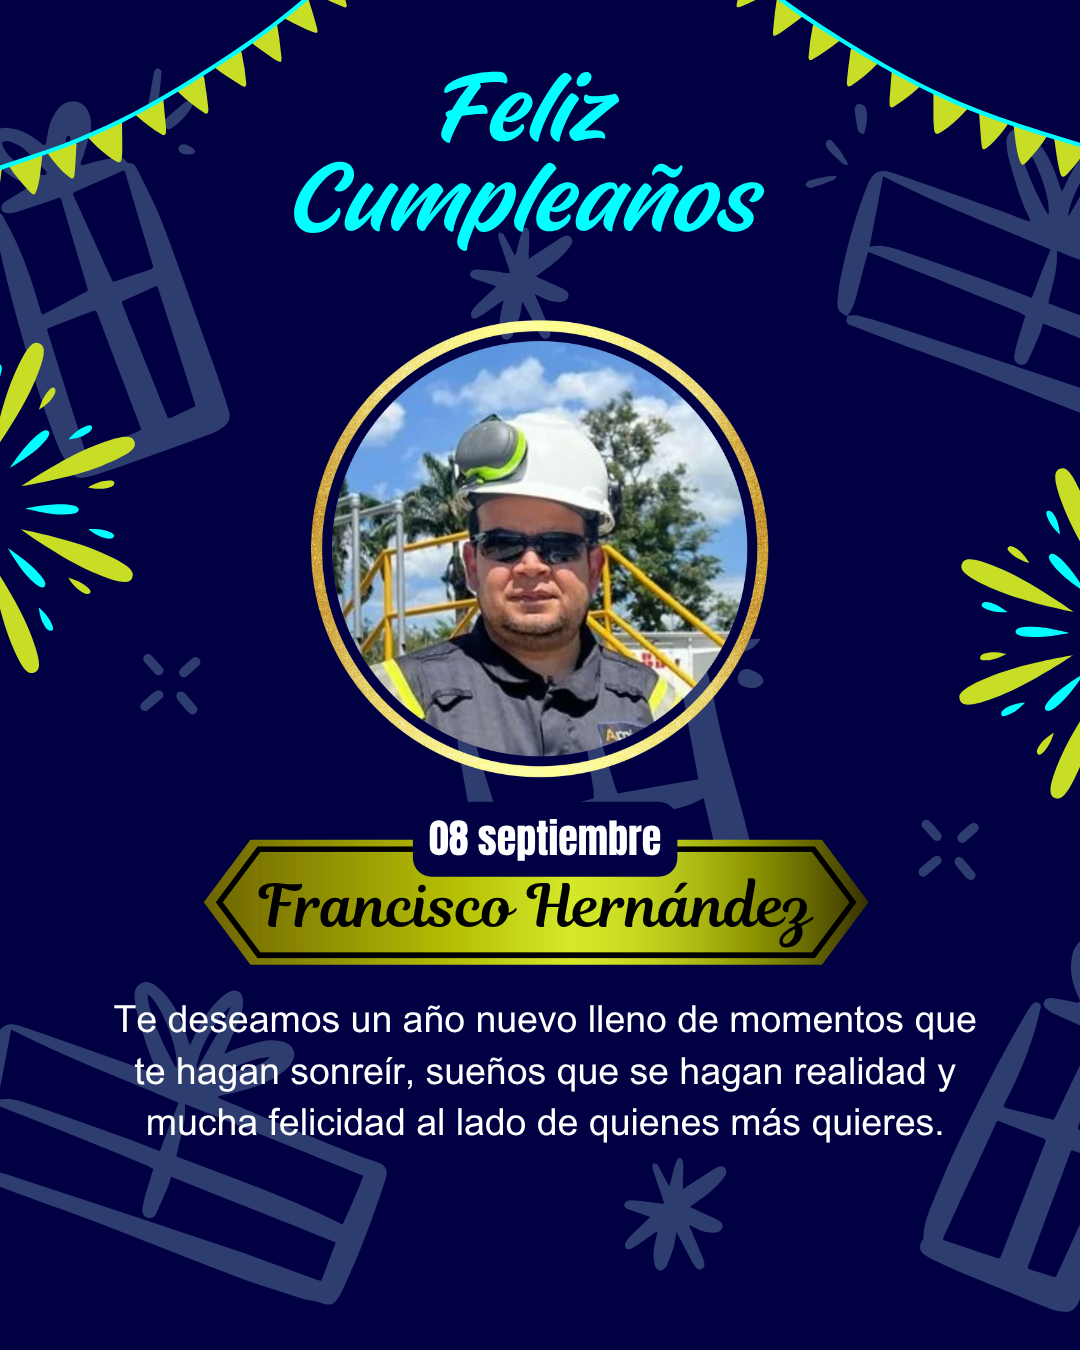 Feliz
Cumpleaños
08 septiembre
Francisco Hernández
Te deseamos un año nuevo lleno de momentos que
te hagan sonreír, sueños que se hagan realidad y
mucha felicidad al lado de quienes más quieres.